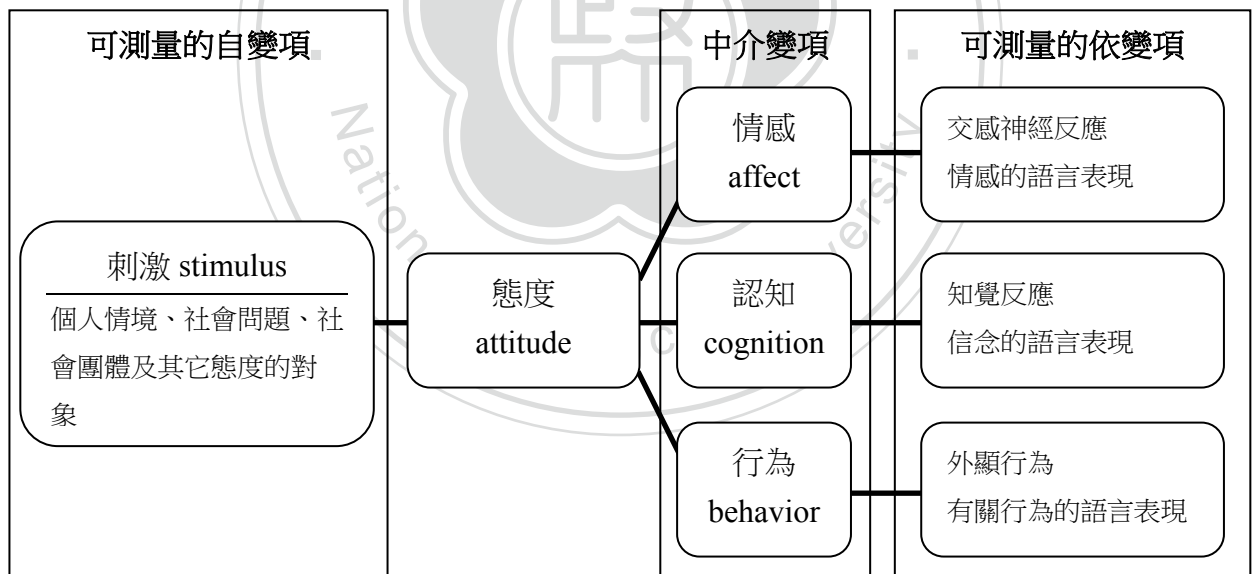 可測量的自變項
中介變項
可測量的依變項
刺激 stimulus
個人情境、社會問題、社
會團體及其它態度的對
象
態度
attitude
情感
affect
認知
cognition
行為
behavior
交感神經反應
情感的語言表現
知覺反應
信念的語言表現
外顯行為
有關行為的語言表現